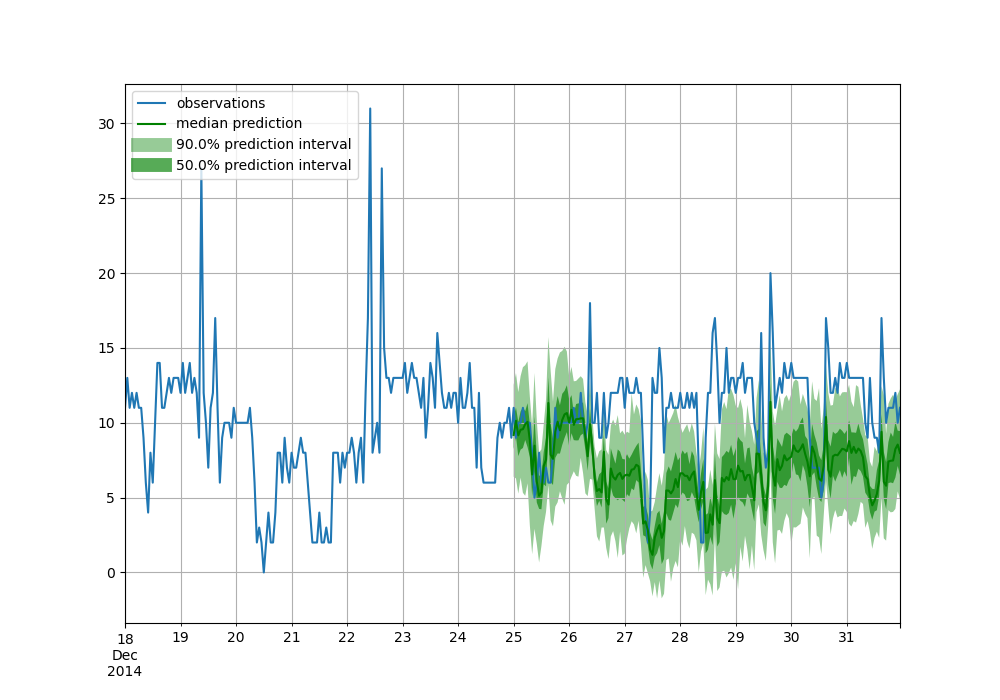 observations
median prediction
90.0% prediction interval
50.0% prediction interval
30
25
20
15
10
5
0
18 19 20 21 22 23 24 25 26 27 28 29 30 31
Dec
2014